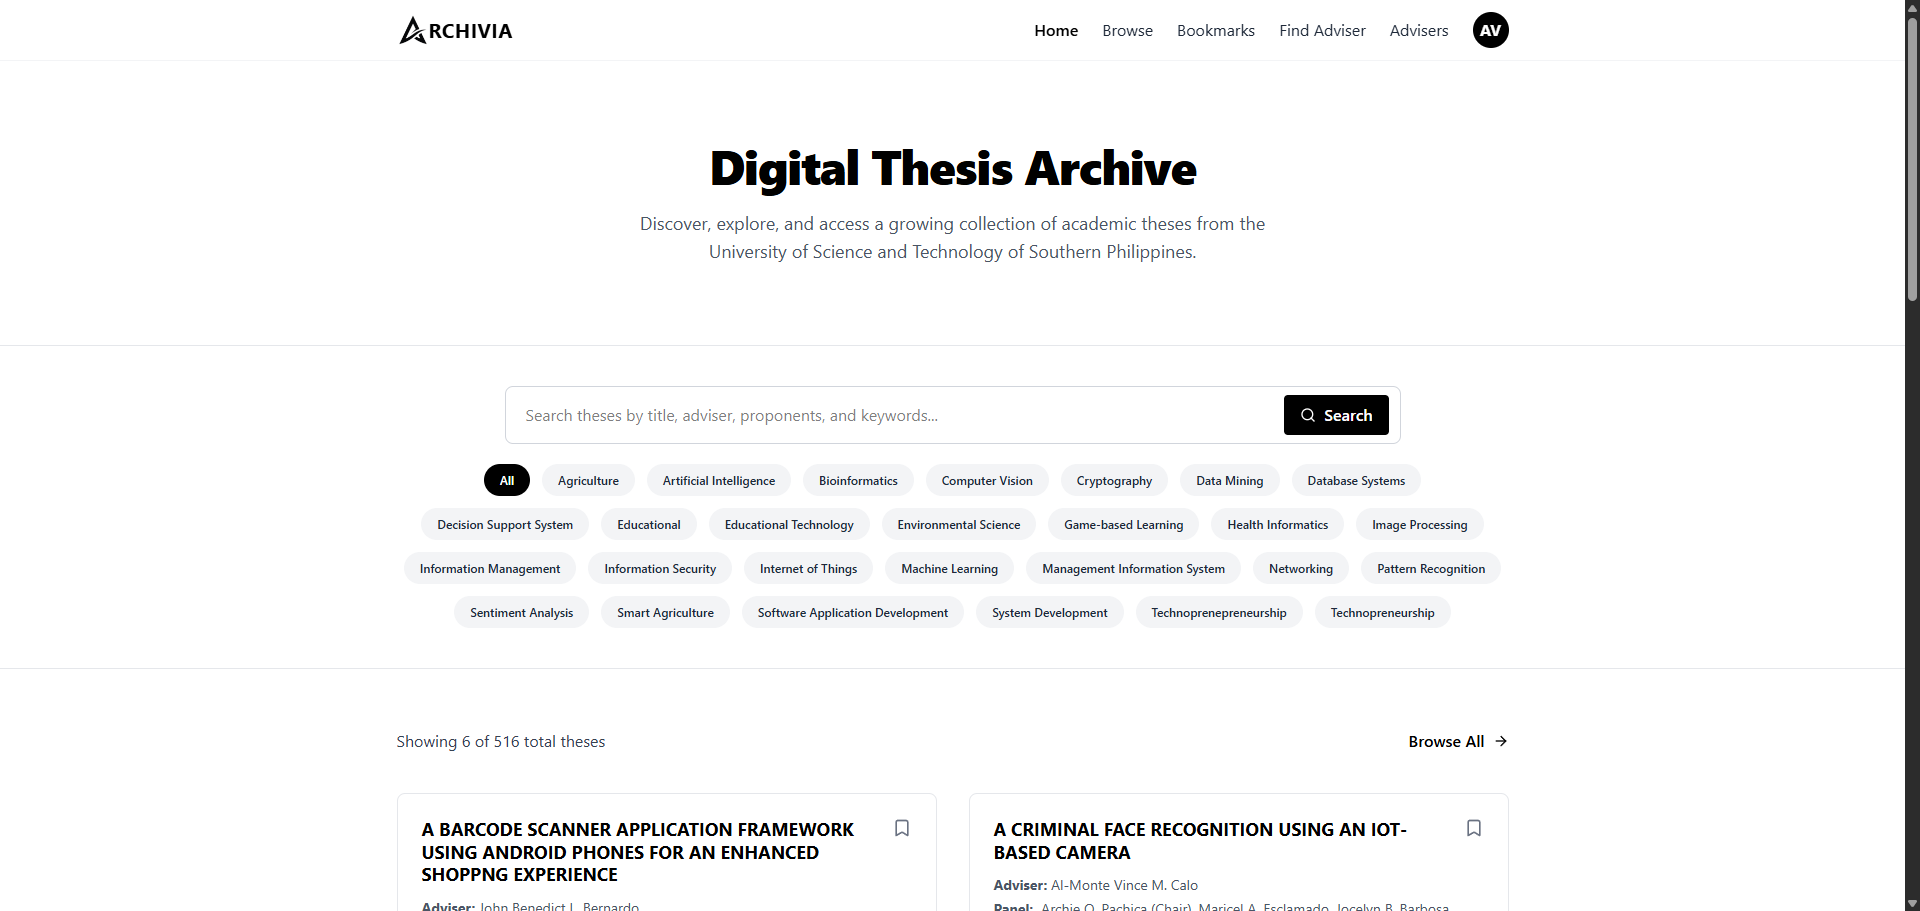 ARCHIVIA
Home Browse Bookmarks Find Adviser Advisers AV
Digital Thesis Archive
Discover, explore, and access a growing collection of academic theses from the
University of Science and Technology of Southern Philippines.
Search theses by title, adviser, proponents, and keywords... Search
All Agriculture Artificial Intelligence Bioinformatics Computer Vision Cryptography Data Mining Database Systems
Decision Support System Educational Educational Technology Environmental Science Game-based Learning Health Informatics Image Processing
Information Management Information Security Internet of Things Machine Learning Management Information System Networking Pattern Recognition
Sentiment Analysis Smart Agriculture Software Application Development System Development Technoprenepreneurship Technopreneurship
Showing 6 of 516 total theses Browse All →
A BARCODE SCANNER APPLICATION FRAMEWORK
USING ANDROID PHONES FOR AN ENHANCED
SHOPPNG EXPERIENCE
Adviser: John Benedict L. Bernardo
A CRIMINAL FACE RECOGNITION USING AN IOT-
BASED CAMERA
Adviser: Al-Monte Vince M. Calo
Panel: Archie O. Pachica (Chair), Maricel A. Esclamado, Jocelyn B. Barbosa